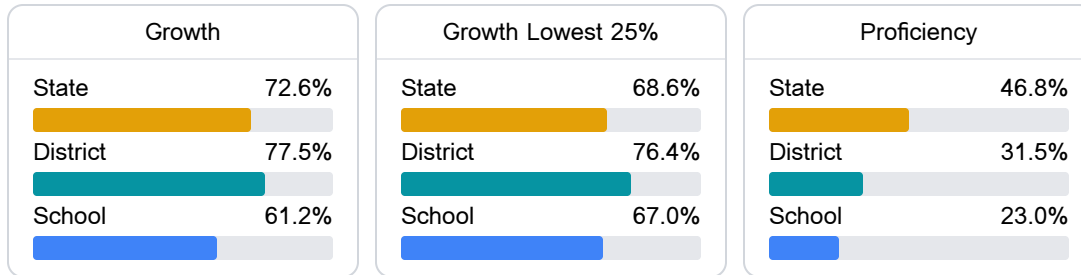 Growth
State 72.6%
District 77.5%
School 61.2%
Growth Lowest 25%
State 68.6%
District 76.4%
School 67.0%
Proficiency
State 46.8%
District 31.5%
School 23.0%